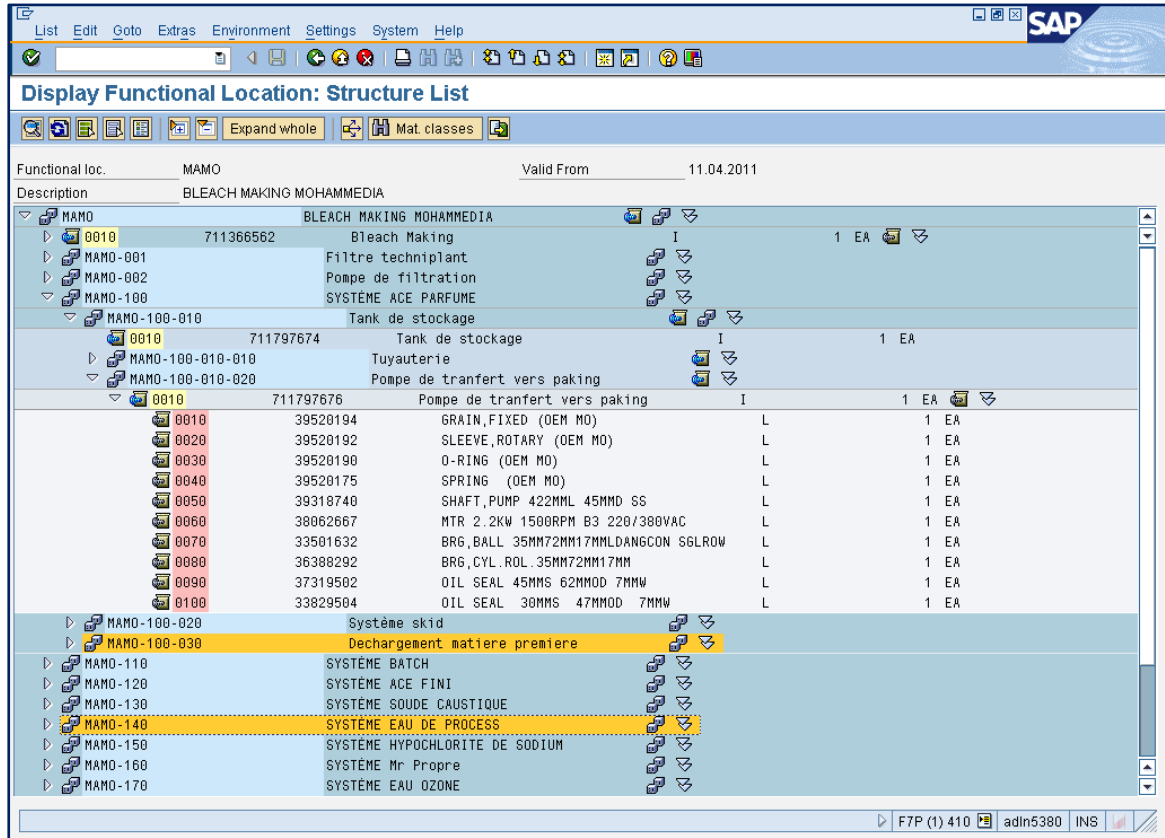 List Edit Goto Extras Environment Settings System Help
SAP
Display Functional Location: Structure List
Expand whole Mat. classes
Functional loc. MAMO Valid From 11.04.2011
Description BLEACH MAKING MOHAMMEDIA
MAMO BLEACH MAKING MOHAMMEDIA
0010 711366562 Bleach Making I 1 EA
MAMO-001 Filtre techniplant
MAMO-002 Pompe de filtration
MAMO-100 SYSTÈME ACE PARFUME
MAMO-100-010 Tank de stockage
0010 711797674 Tank de stockage I 1 EA
MAMO-100-010-010 Tuyauterie
MAMO-100-010-020 Pompe de tranfert vers paking
0010 711797676 Pompe de tranfert vers paking I 1 EA
0010 39520194 GRAIN,FIXED (OEM MO) L 1 EA
0020 39520192 SLEEVE,ROTARY (OEM MO) L 1 EA
0030 39520190 O-RING (OEM MO) L 1 EA
0040 39520175 SPRING (OEM MO) L 1 EA
0050 39318740 SHAFT,PUMP 422MML 45MMD SS L 1 EA
0060 38062667 MTR 2.2KW 1500RPM B3 220/380VAC L 1 EA
0070 33501632 BRG,BALL 35MM72MM17MMLDANGCON SGLROW L 1 EA
0080 36388292 BRG,CYL.ROL.35MM72MM17MM L 1 EA
0090 37319502 OIL SEAL 45MMS 62MMOD 7MMW L 1 EA
0100 33829504 OIL SEAL 30MMS 47MMOD 7MMW L 1 EA
MAMO-100-020 Système skid
MAMO-100-030 Dechargement matiere premiere
MAMO-110 SYSTÈME BATCH
MAMO-120 SYSTÈME ACE FINI
MAMO-130 SYSTÈME SOUDE CAUSTIQUE
MAMO-140 SYSTÈME EAU DE PROCESS
MAMO-150 SYSTÈME HYPOCHLORITE DE SODIUM
MAMO-160 SYSTÈME Mr Propre
MAMO-170 SYSTÈME EAU OZONE
F7P (1) 410 adln5380 INS